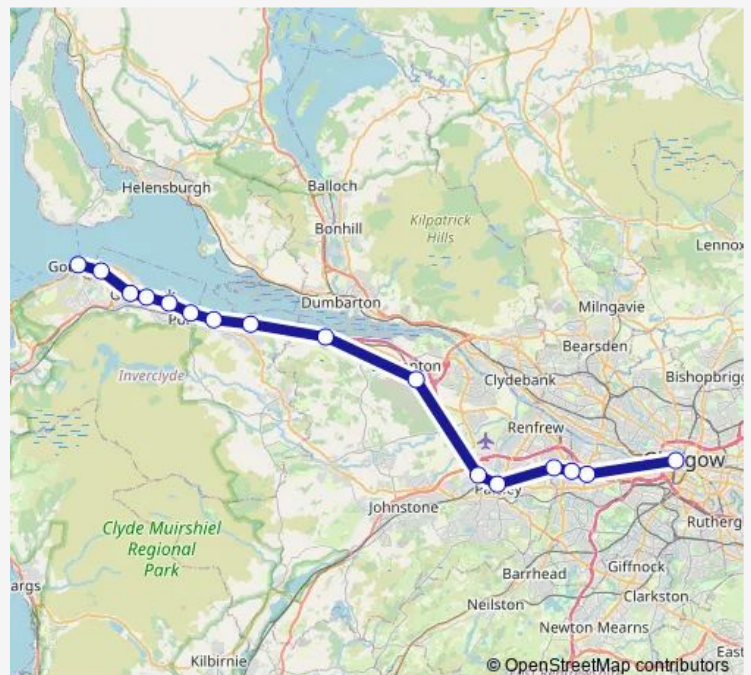 Helensburgh
Balloch
Kilpatrick
Hills
Bonhill
Lennox
Dumbarton
Milngavie
Inverclyde
Bearsden
Clydebank
Bishopbrigg
Renfrew
Johnstone
Clyde Muirshiel
Regional
Park
Rutherg
Barrhead
Giffnock
Clarkston
Neilston
Newton Mearns
Kilbirnie
East
© OpenStreetMap contributors